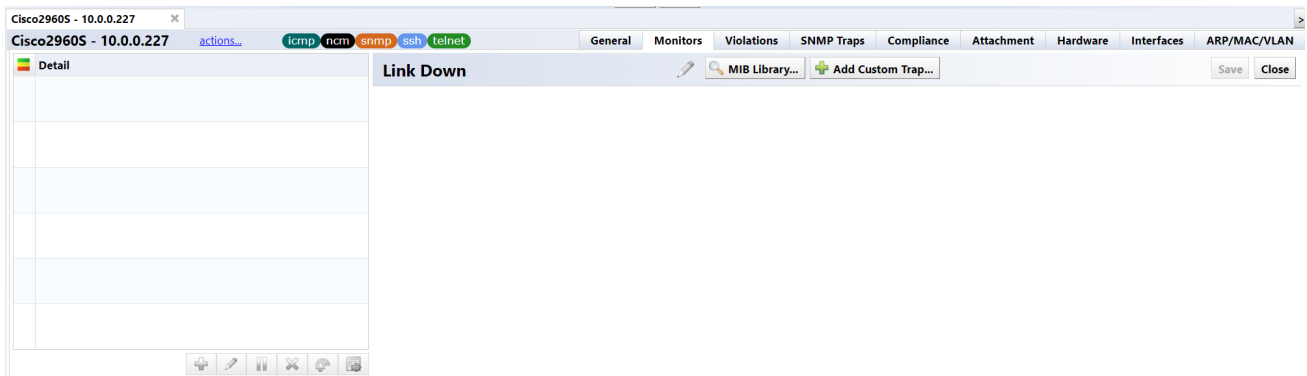 Cisco2960S - 10.0.0.227
Cisco2960S - 10.0.0.227 actions... icmp ncm snmp ssh telnet General Monitors Violations SNMP Traps Compliance Attachment Hardware Interfaces ARP/MAC/VLAN
Detail
Link Down MIB Library... Add Custom Trap... Save Close